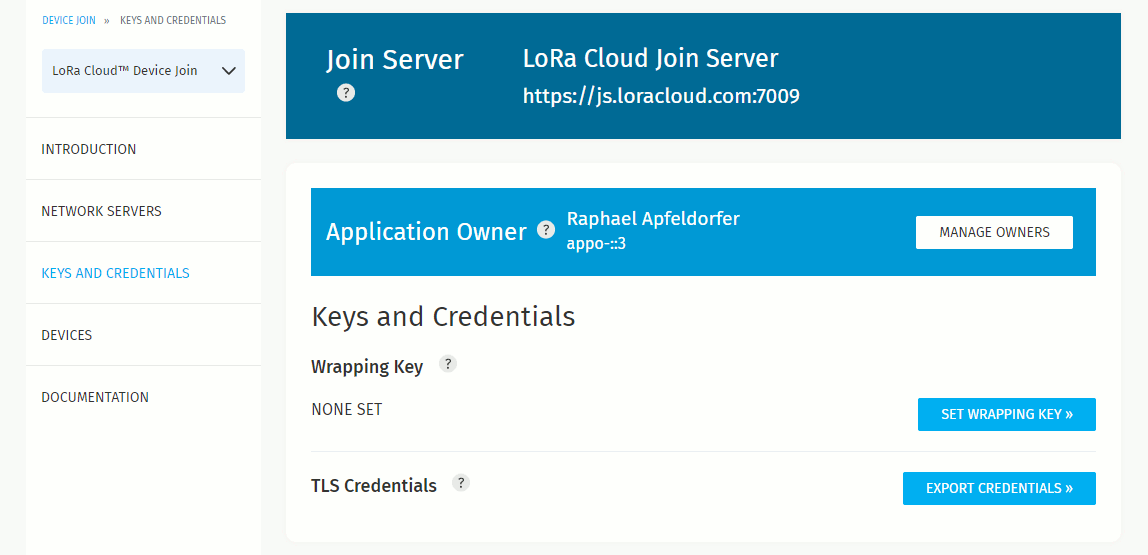 DEVICE JOIN » KEYS AND CREDENTIALS
LoRa Cloud™ Device Join
INTRODUCTION
NETWORK SERVERS
KEYS AND CREDENTIALS
DEVICES
DOCUMENTATION
Join Server
?
LoRa Cloud Join Server
https://js.loracloud.com:7009
Application Owner ?
Raphael Apfeldorfer
appo-::3
MANAGE OWNERS
Keys and Credentials
Wrapping Key ?
NONE SET
SET WRAPPING KEY »
TLS Credentials ?
EXPORT CREDENTIALS »